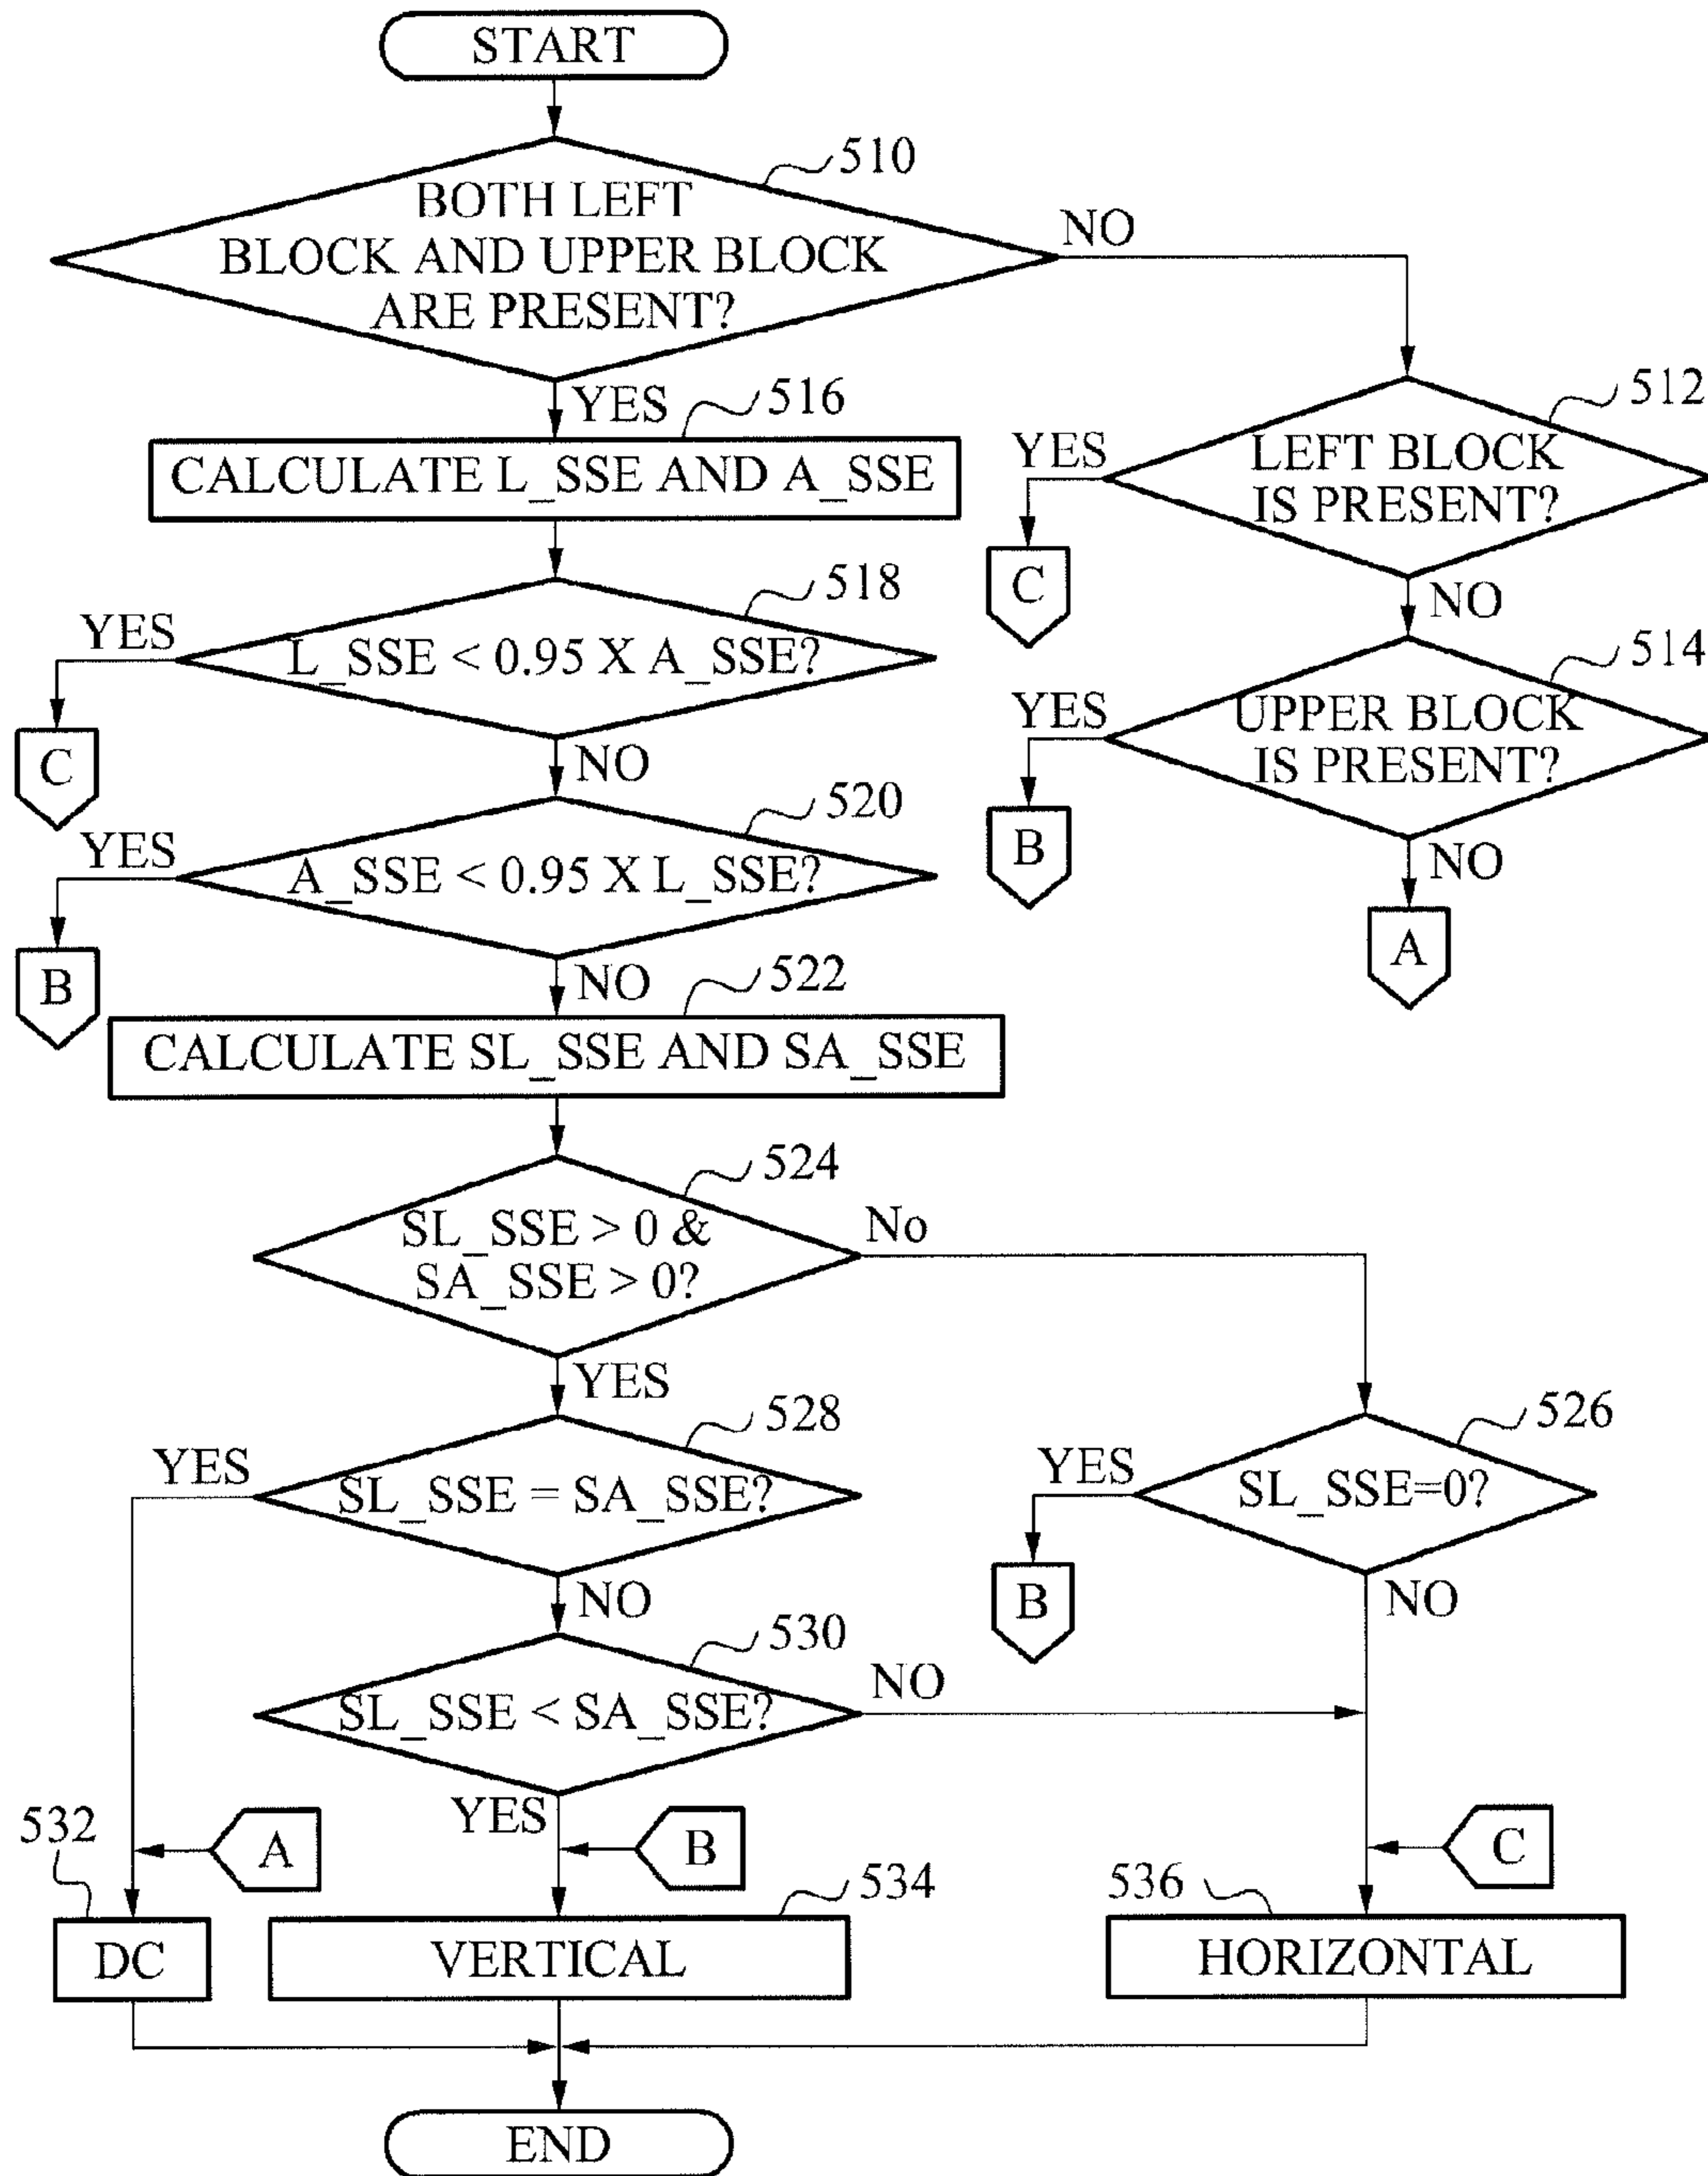 START
510
BOTH LEFT
BLOCK AND UPPER BLOCK
ARE PRESENT?
NO
YES
516
CALCULATE L_SSE AND A_SSE
512
YES
LEFT BLOCK
IS PRESENT?
C
NO
518
YES
L_SSE < 0.95 X A_SSE?
C
NO
514
YES
UPPER BLOCK
IS PRESENT?
B
NO
A
520
YES
A_SSE < 0.95 X L_SSE?
B
NO
522
CALCULATE SL_SSE AND SA_SSE
524
SL_SSE > 0 &
SA_SSE > 0?
No
YES
528
YES
SL_SSE = SA_SSE?
NO
526
YES
SL_SSE=0?
B
NO
530
SL_SSE < SA_SSE?
NO
YES
532
A
B
C
534
536
DC
VERTICAL
HORIZONTAL
END